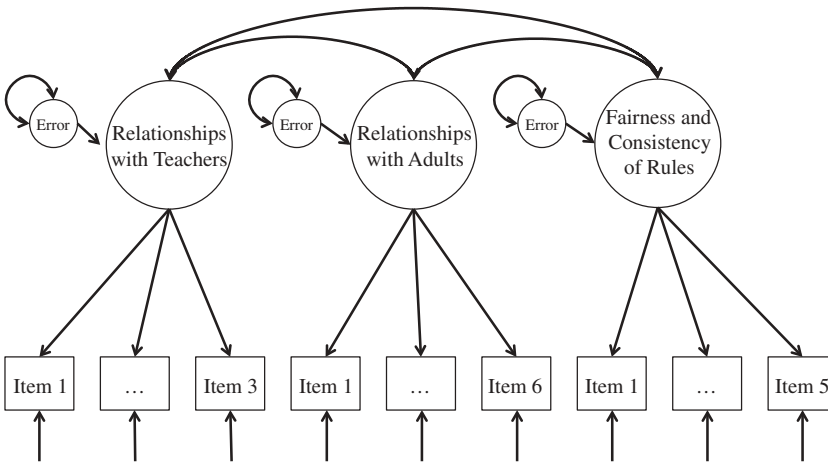 Error
Relationships
with Teachers
Error
Relationships
with Adults
Error
Fairness and
Consistency
of Rules
Item 1
...
Item 3
Item 1
...
Item 6
Item 1
...
Item 5